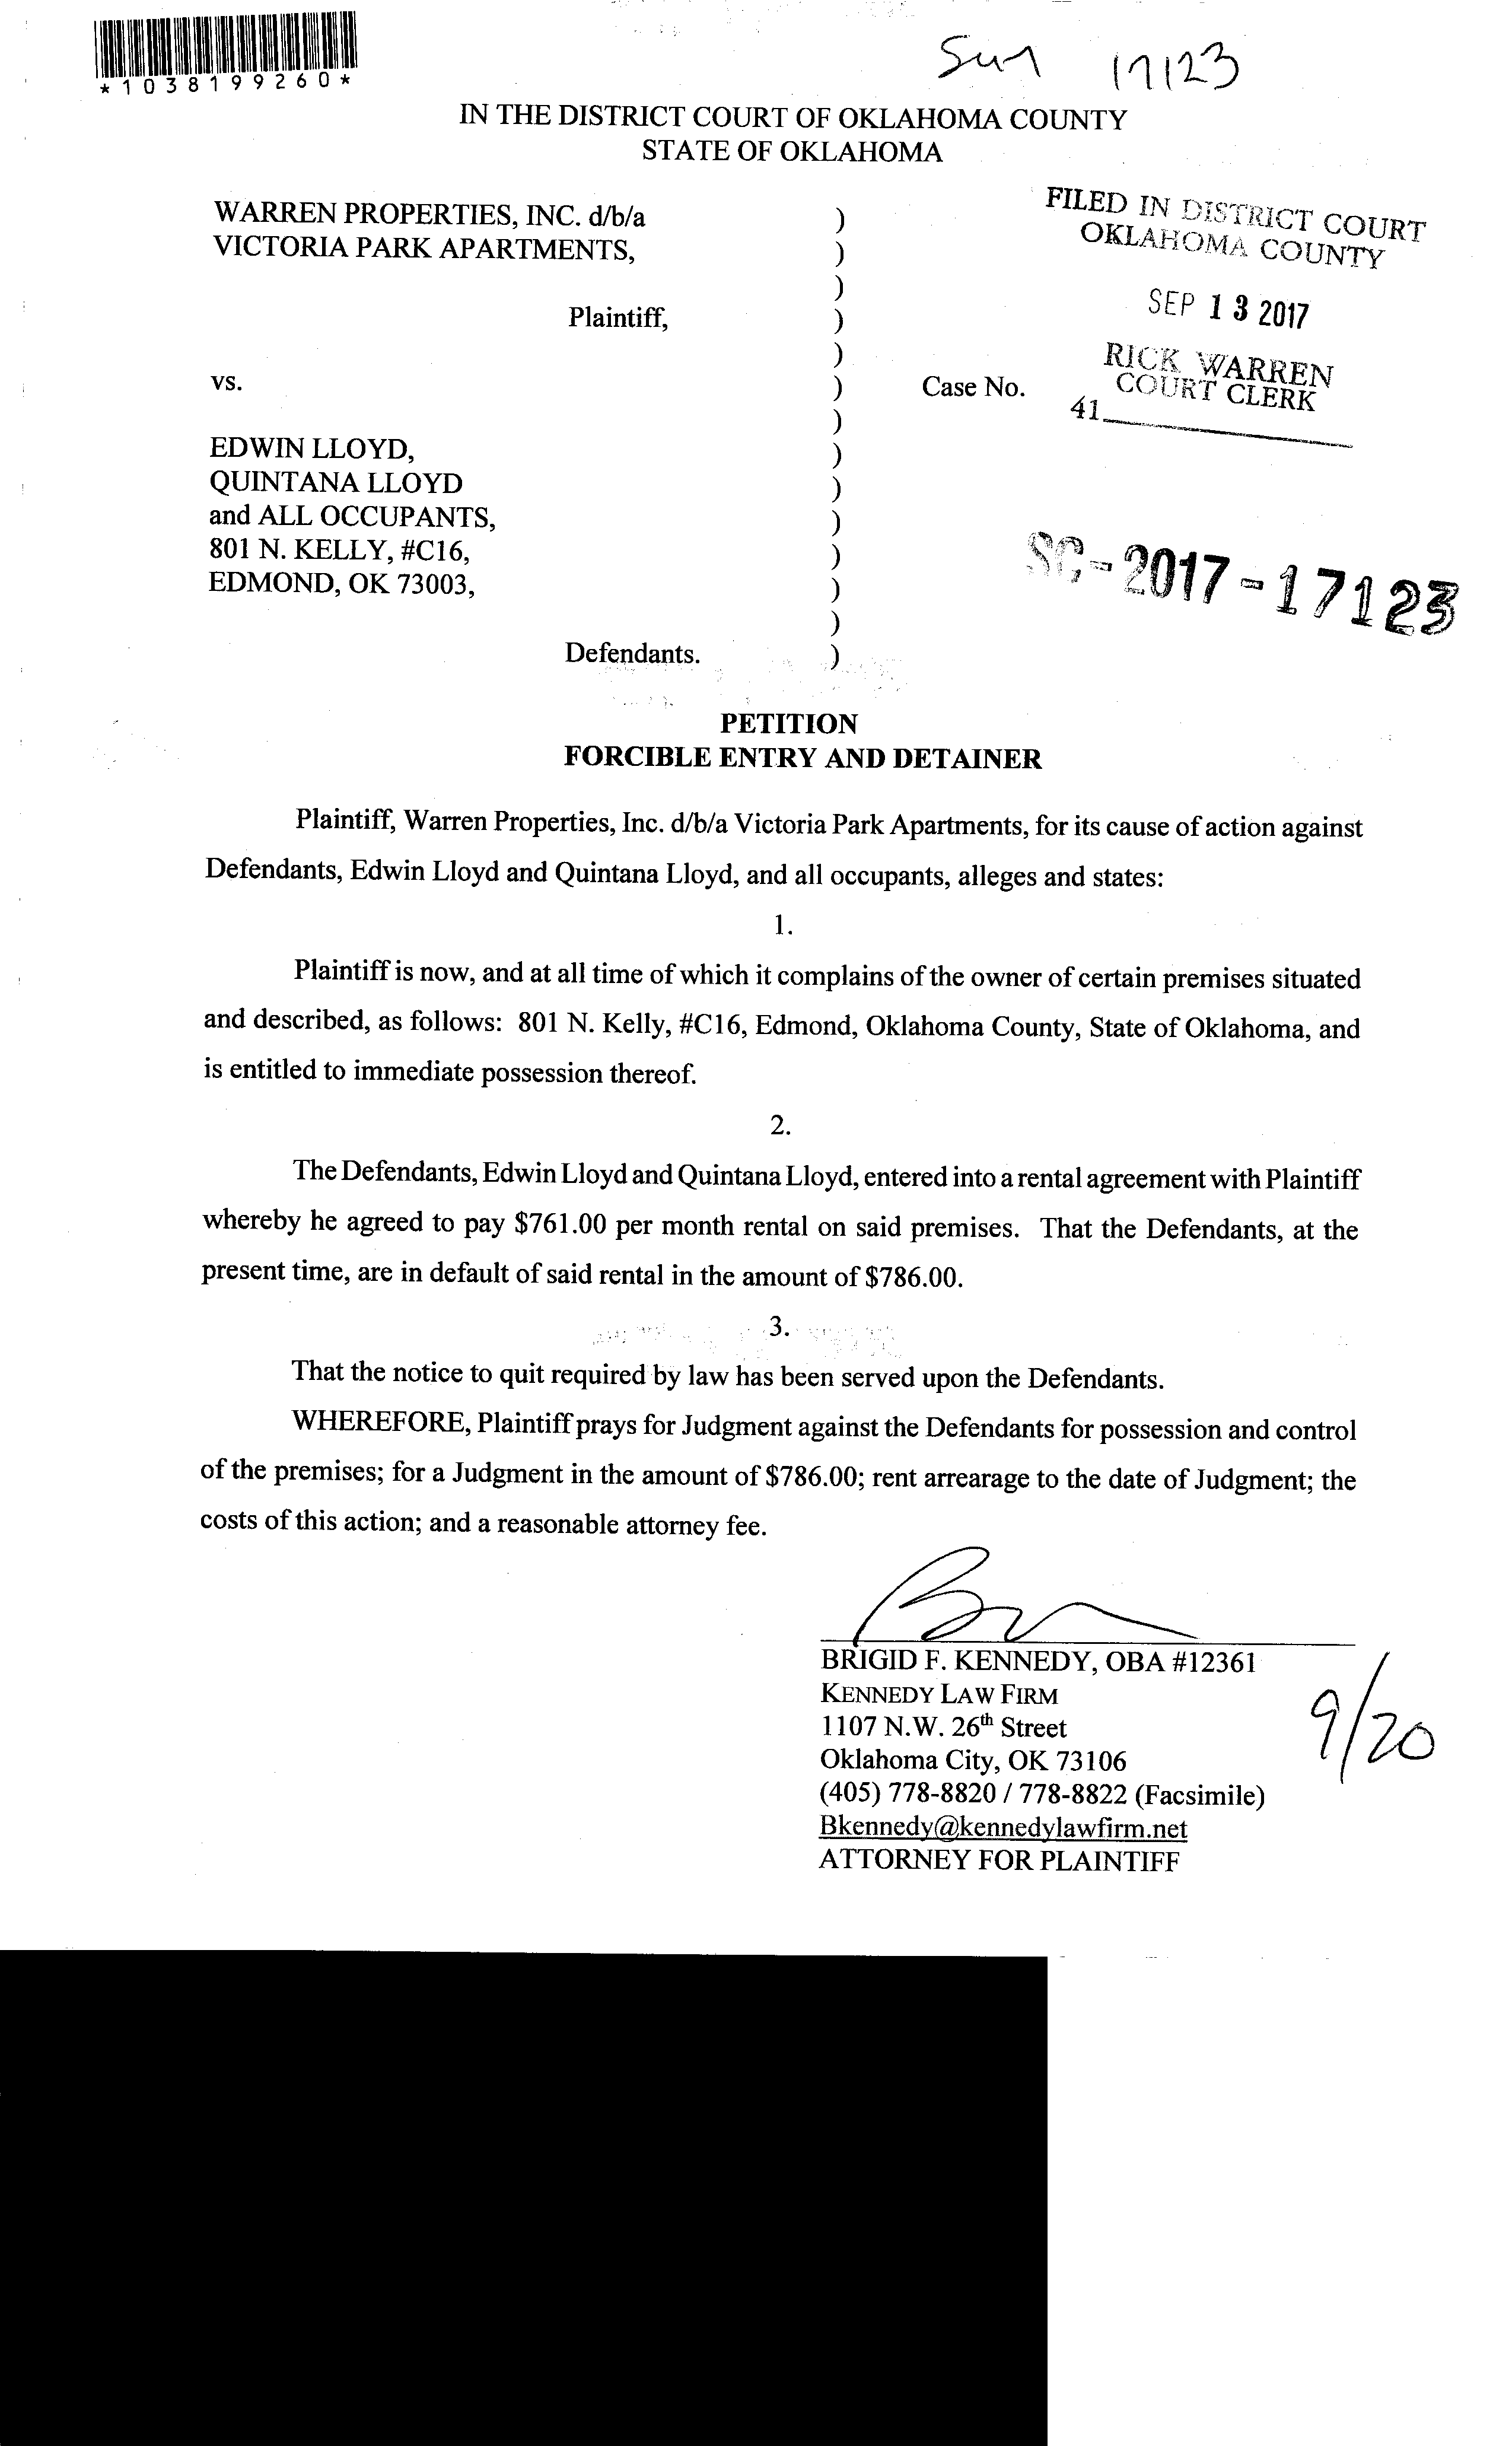 *1038199260*
17123
IN THE DISTRICT COURT OF OKLAHOMA COUNTY
STATE OF OKLAHOMA
WARREN PROPERTIES, INC. d/b/a )
VICTORIA PARK APARTMENTS, )
)
Plaintiff, )
)
vs. ) Case No.
)
EDWIN LLOYD, )
QUINTANA LLOYD )
and ALL OCCUPANTS, )
801 N. KELLY, #C16, )
EDMOND, OK 73003, )
)
Defendants. )
FILED IN DISTRICT COURT
OKLAHOMA COUNTY
SEP 13 2017
RICK WARREN
COURT CLERK
41
SC-2017-17123
PETITION
FORCIBLE ENTRY AND DETAINER
Plaintiff, Warren Properties, Inc. d/b/a Victoria Park Apartments, for its cause of action against
Defendants, Edwin Lloyd and Quintana Lloyd, and all occupants, alleges and states:
1.
Plaintiff is now, and at all time of which it complains of the owner of certain premises situated
and described, as follows: 801 N. Kelly, #C16, Edmond, Oklahoma County, State of Oklahoma, and
is entitled to immediate possession thereof.
2.
The Defendants, Edwin Lloyd and Quintana Lloyd, entered into a rental agreement with Plaintiff
whereby he agreed to pay $761.00 per month rental on said premises. That the Defendants, at the
present time, are in default of said rental in the amount of $786.00.
3.
That the notice to quit required by law has been served upon the Defendants.
WHEREFORE, Plaintiff prays for Judgment against the Defendants for possession and control
of the premises; for a Judgment in the amount of $786.00; rent arrearage to the date of Judgment; the
costs of this action; and a reasonable attorney fee.
BRIGID F. KENNEDY, OBA #12361
KENNEDY LAW FIRM
1107 N.W. 26th Street
Oklahoma City, OK 73106
(405) 778-8820 / 778-8822 (Facsimile)
Bkennedy@kennedylawfirm.net
ATTORNEY FOR PLAINTIFF
9/20